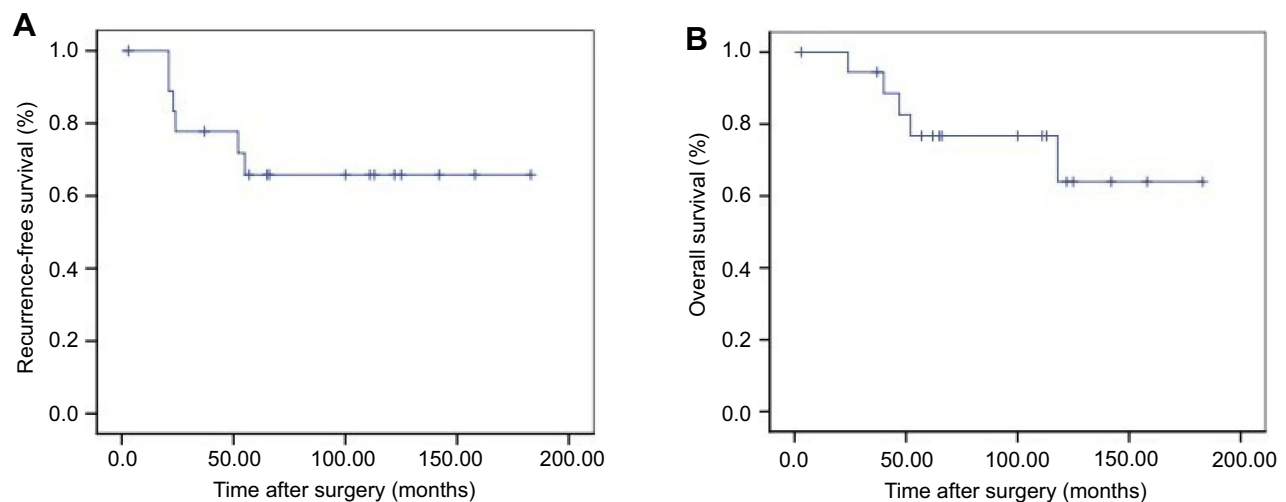 A
Recurrence-free survival (%)
1.0
0.8
0.6
0.4
0.2
0.0
0.0 50.00 100.00 150.00 200.00
Time after surgery (months)
B
Overall survival (%)
1.0
0.8
0.6
0.4
0.2
0.0
0.0 50.00 100.00 150.00 200.00
Time after surgery (months)